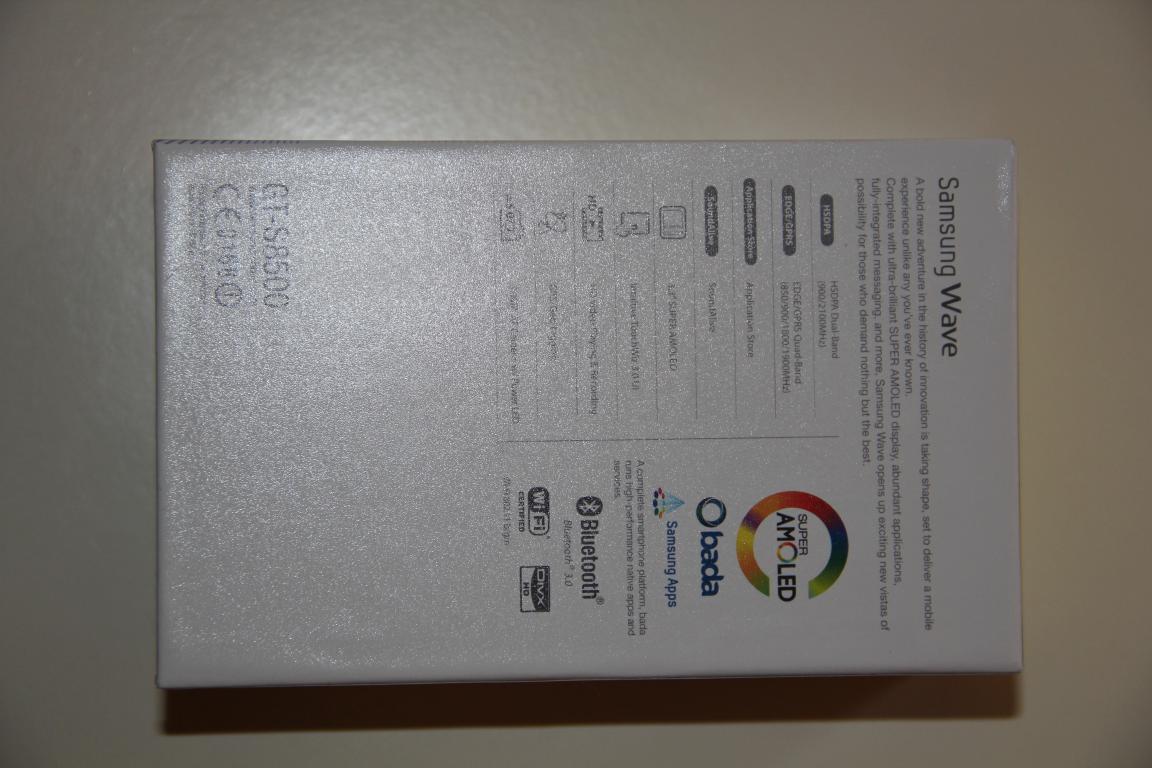 Samsung Wave
A bold new adventure in the history of innovation is taking shape, set to deliver a mobile
experience unlike any you've ever known.
Complete with ultra-brilliant SUPER AMOLED display, abundant applications,
fully-integrated messaging, and more, Samsung Wave opens up exciting new vistas of
possibility for those who demand nothing but the best.
HSDPA
HSDPA Dual-Band
(900/2100MHz)
EDGE/GPRS
EDGE/GPRS Quad-Band
(850/900/1800/1900MHz)
Application Store
Application Store
SoundAlive
SoundAlive
3.3" SUPER AMOLED
Intuitive TouchWiz 3.0 UI
HD
HD Video Playing & Recording
GPS
with Power LED
SUPER
AMOLED
bada
Samsung Apps
A complete smartphone platform, bada
runs high-performance native apps and
services.
Bluetooth®
Bluetooth® 3.0
Wi Fi
CERTIFIED
DIVX
HD
GT-S8500
CE0168